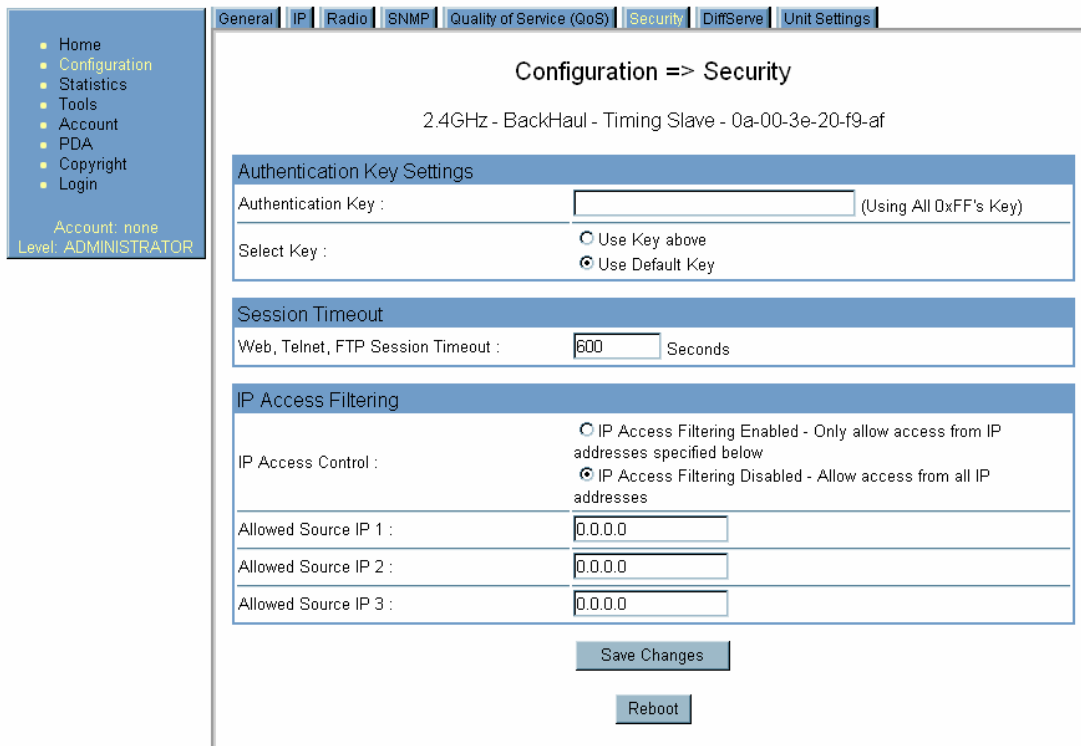 General IP Radio SNMP Quality of Service (QoS) Security DiffServe Unit Settings
Home
Configuration
Statistics
Tools
Account
PDA
Copyright
Login
Account: none
Level: ADMINISTRATOR
Configuration => Security
2.4GHz - BackHaul - Timing Slave - 0a-00-3e-20-f9-af
Authentication Key Settings
Authentication Key : (Using All 0xFF's Key)
Select Key :
Use Key above
Use Default Key
Session Timeout
Web, Telnet, FTP Session Timeout : 600 Seconds
IP Access Filtering
IP Access Control :
IP Access Filtering Enabled - Only allow access from IP
addresses specified below
IP Access Filtering Disabled - Allow access from all IP
addresses
Allowed Source IP 1 : 0.0.0.0
Allowed Source IP 2 : 0.0.0.0
Allowed Source IP 3 : 0.0.0.0
Save Changes
Reboot